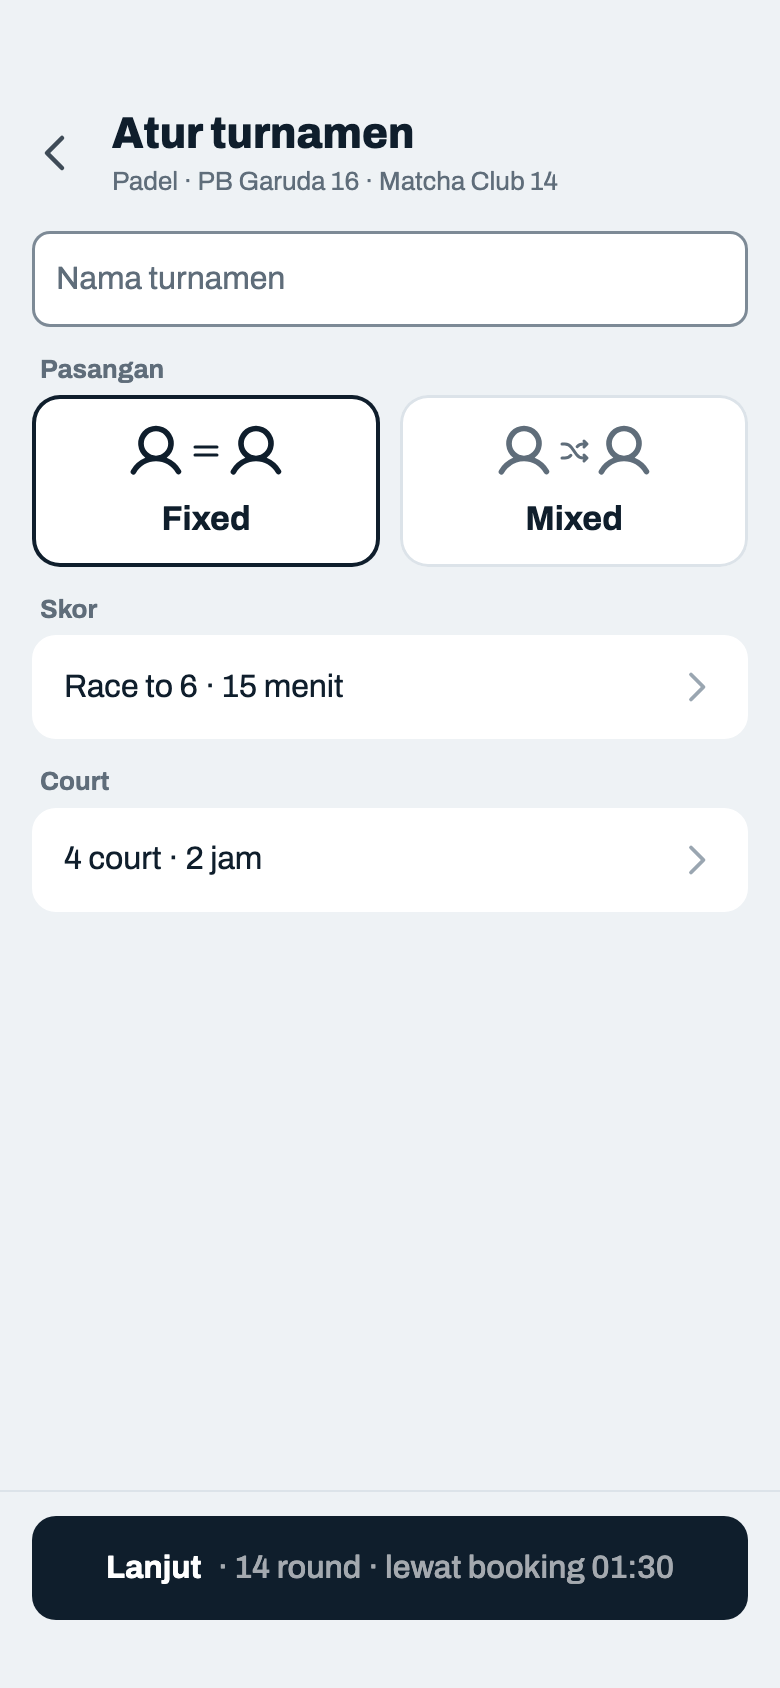 Atur turnamen
Padel · PB Garuda 16 · Matcha Club 14
Nama turnamen
Pasangan
Fixed
Mixed
Skor
Race to 6 · 15 menit
Court
4 court · 2 jam
Lanjut · 14 round · lewat booking 01:30